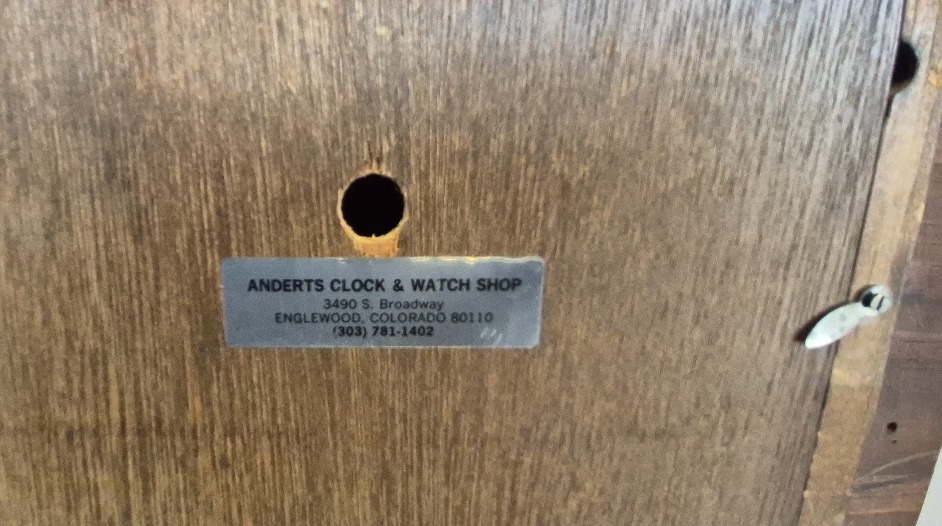 ANDERTS CLOCK & WATCH SHOP
3490 S. Broadway
ENGLEWOOD, COLORADO 80110
(303) 781-1402